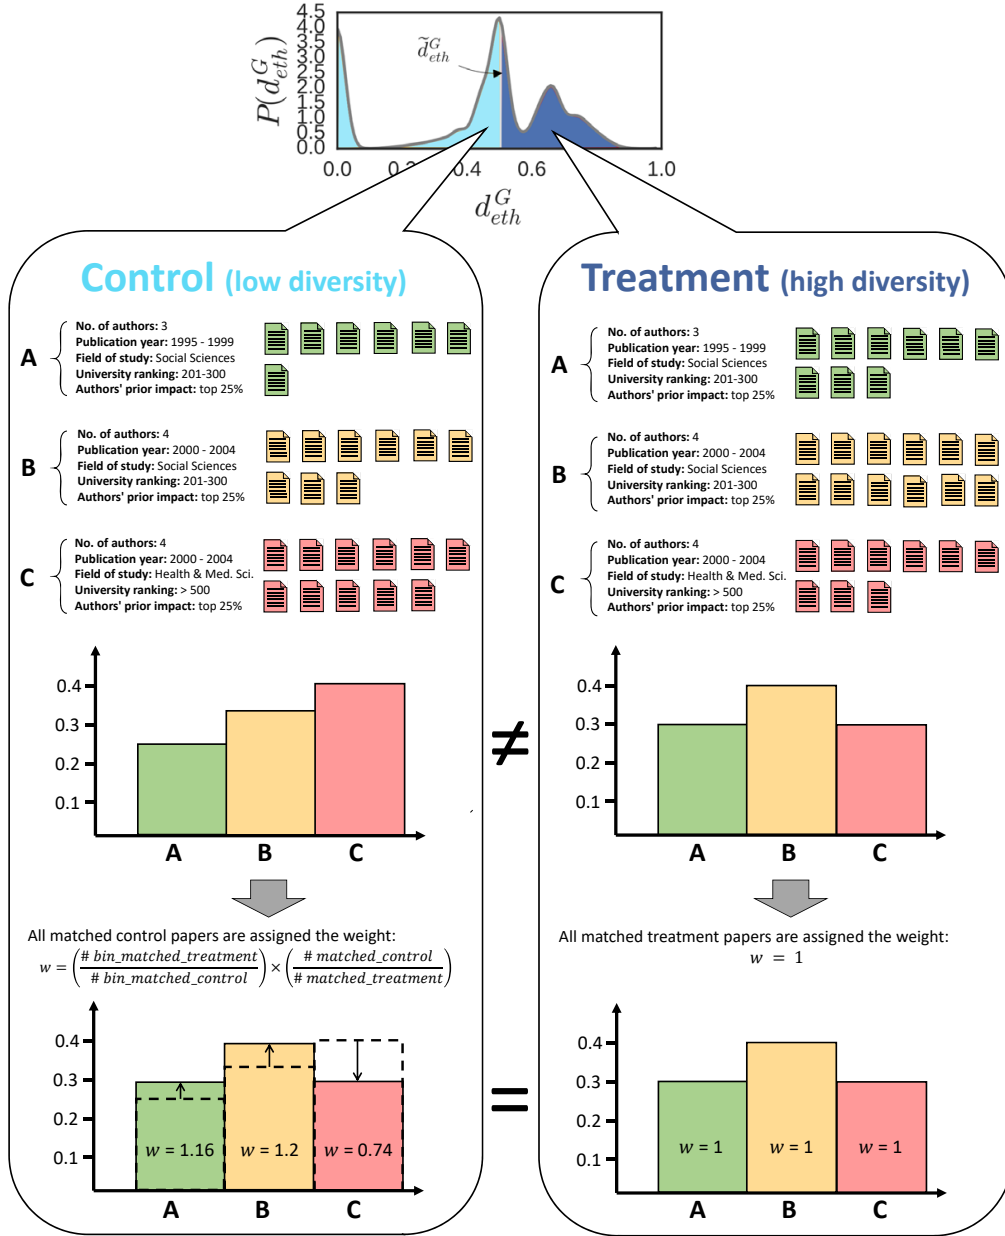 4.5
4.0
3.5
3.0
2.5
2.0
1.5
1.0
0.5
0.0
P(d^G_eth)
d̃^G_eth
0.0 0.2 0.4 0.6 1.0
d^G_eth
Control (low diversity)
A
No. of authors: 3
Publication year: 1995 - 1999
Field of study: Social Sciences
University ranking: 201-300
Authors' prior impact: top 25%
B
No. of authors: 4
Publication year: 2000 - 2004
Field of study: Social Sciences
University ranking: 201-300
Authors' prior impact: top 25%
C
No. of authors: 4
Publication year: 2000 - 2004
Field of study: Health & Med. Sci.
University ranking: > 500
Authors' prior impact: top 25%
0.4
0.3
0.2
0.1
A B C
All matched control papers are assigned the weight:
w = (# bin_matched_treatment / # bin_matched_control) × (# matched_control / # matched_treatment)
0.4
0.3
0.2
0.1
w = 1.16 w = 1.2 w = 0.74
A B C
≠
=
Treatment (high diversity)
A
No. of authors: 3
Publication year: 1995 - 1999
Field of study: Social Sciences
University ranking: 201-300
Authors' prior impact: top 25%
B
No. of authors: 4
Publication year: 2000 - 2004
Field of study: Social Sciences
University ranking: 201-300
Authors' prior impact: top 25%
C
No. of authors: 4
Publication year: 2000 - 2004
Field of study: Health & Med. Sci.
University ranking: > 500
Authors' prior impact: top 25%
0.4
0.3
0.2
0.1
A B C
All matched treatment papers are assigned the weight:
w = 1
0.4
0.3
0.2
0.1
w = 1 w = 1 w = 1
A B C